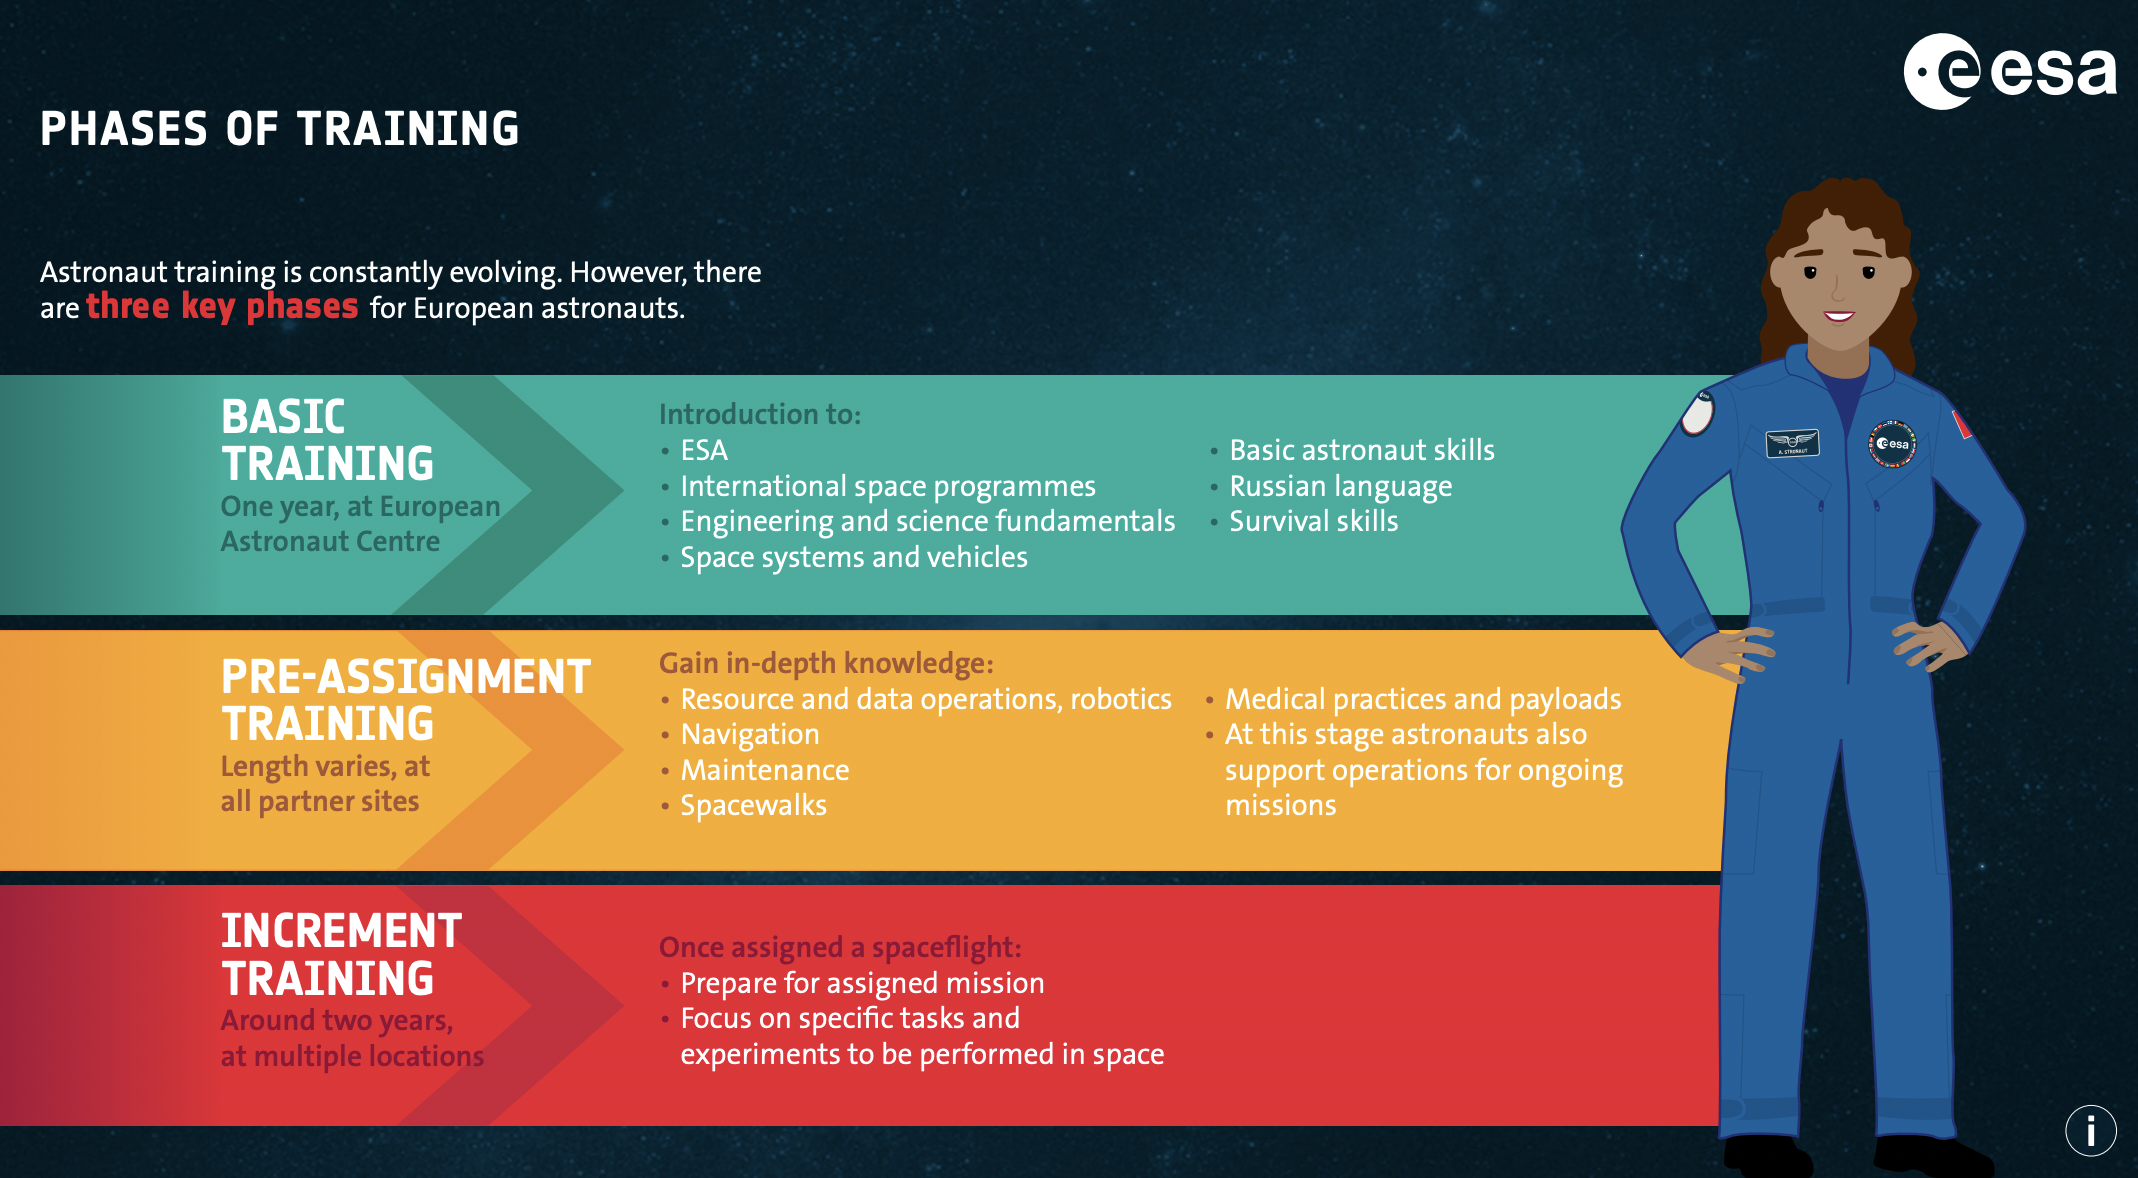 esa
PHASES OF TRAINING
Astronaut training is constantly evolving. However, there
are three key phases for European astronauts.
BASIC
TRAINING
One year, at European
Astronaut Centre
Introduction to:
• ESA
• International space programmes
• Engineering and science fundamentals
• Space systems and vehicles
• Basic astronaut skills
• Russian language
• Survival skills
PRE-ASSIGNMENT
TRAINING
Length varies, at
all partner sites
Gain in-depth knowledge:
• Resource and data operations, robotics
• Navigation
• Maintenance
• Spacewalks
• Medical practices and payloads
• At this stage astronauts also
support operations for ongoing
missions
INCREMENT
TRAINING
Around two years,
at multiple locations
Once assigned a spaceflight:
• Prepare for assigned mission
• Focus on specific tasks and
experiments to be performed in space
esa
A. STRONAUT
esa
i